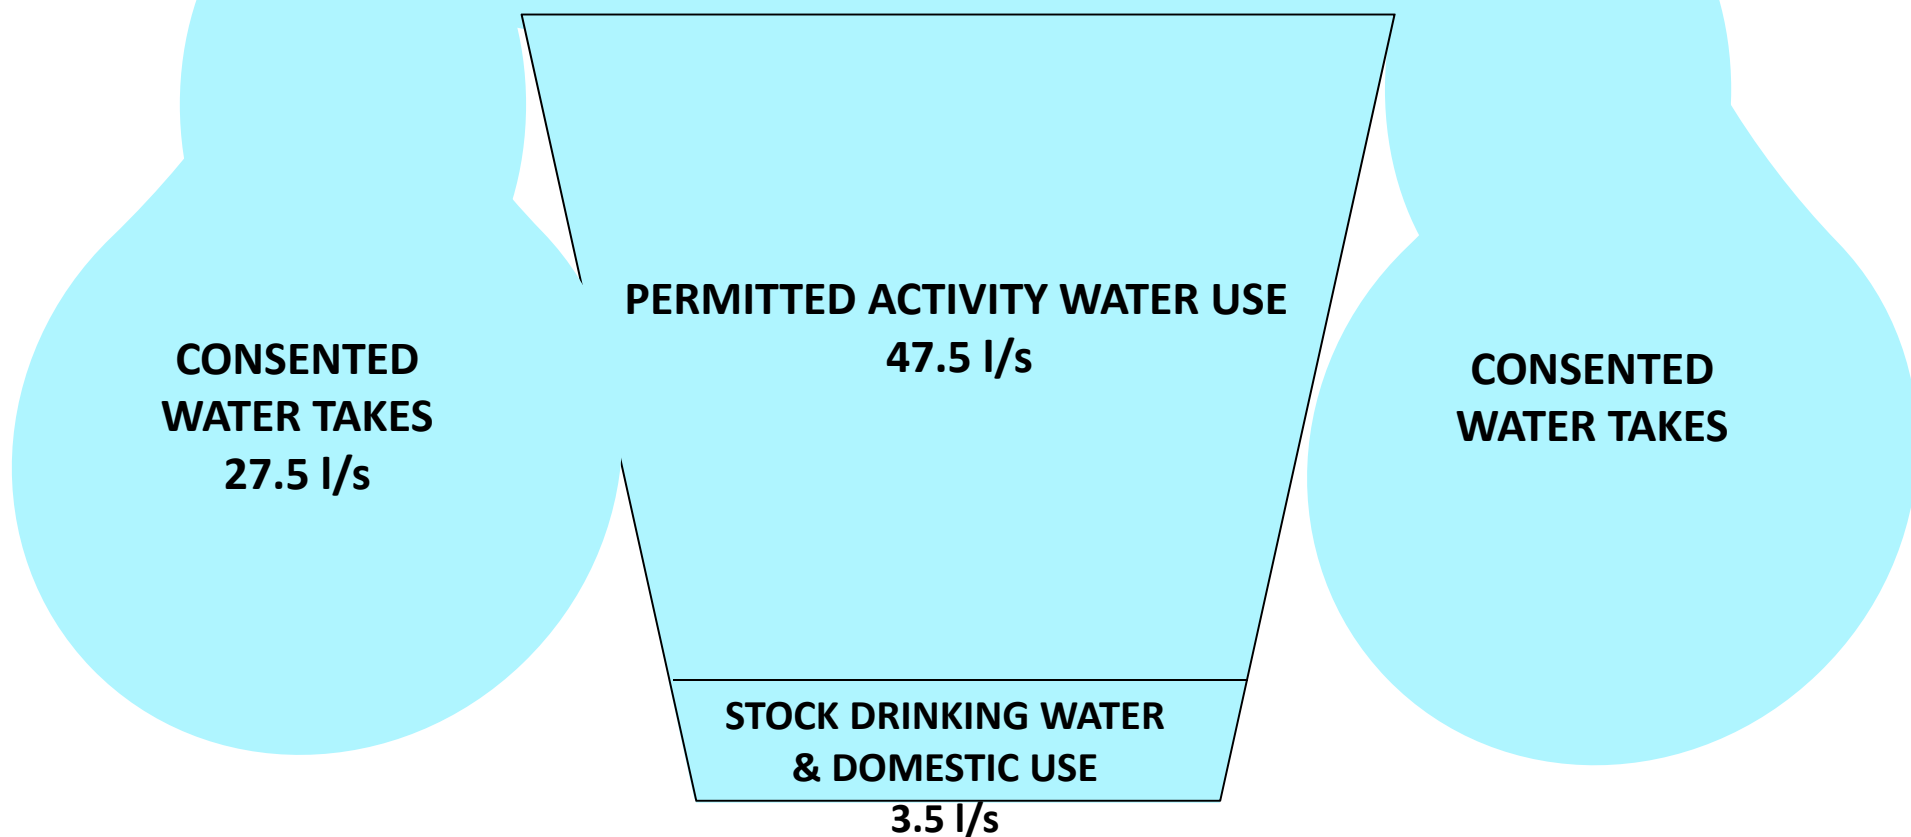 CONSENTED
WATER TAKES
27.5 l/s
PERMITTED ACTIVITY WATER USE
47.5 l/s
CONSENTED
WATER TAKES
STOCK DRINKING WATER
& DOMESTIC USE
3.5 l/s